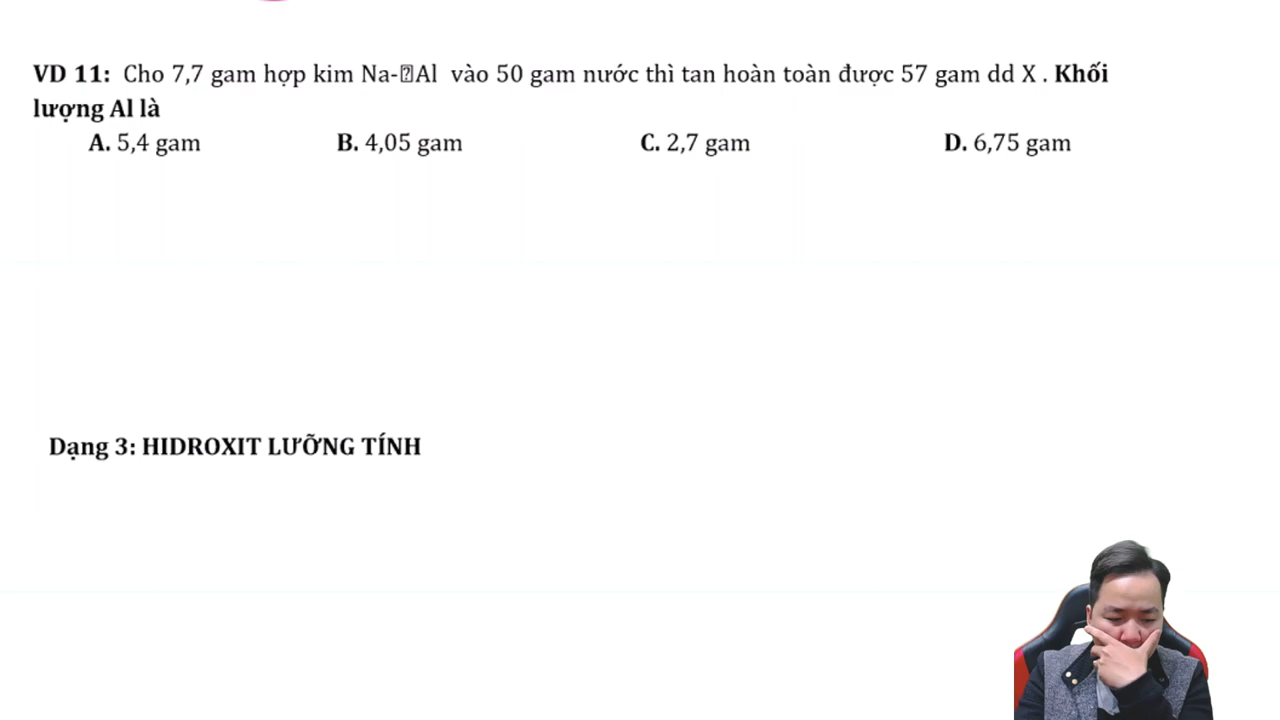 VD 11: Cho 7,7 gam hợp kim Na-⍰Al vào 50 gam nước thì tan hoàn toàn được 57 gam dd X . Khối
lượng Al là
A. 5,4 gam B. 4,05 gam C. 2,7 gam D. 6,75 gam
Dạng 3: HIDROXIT LƯỠNG TÍNH